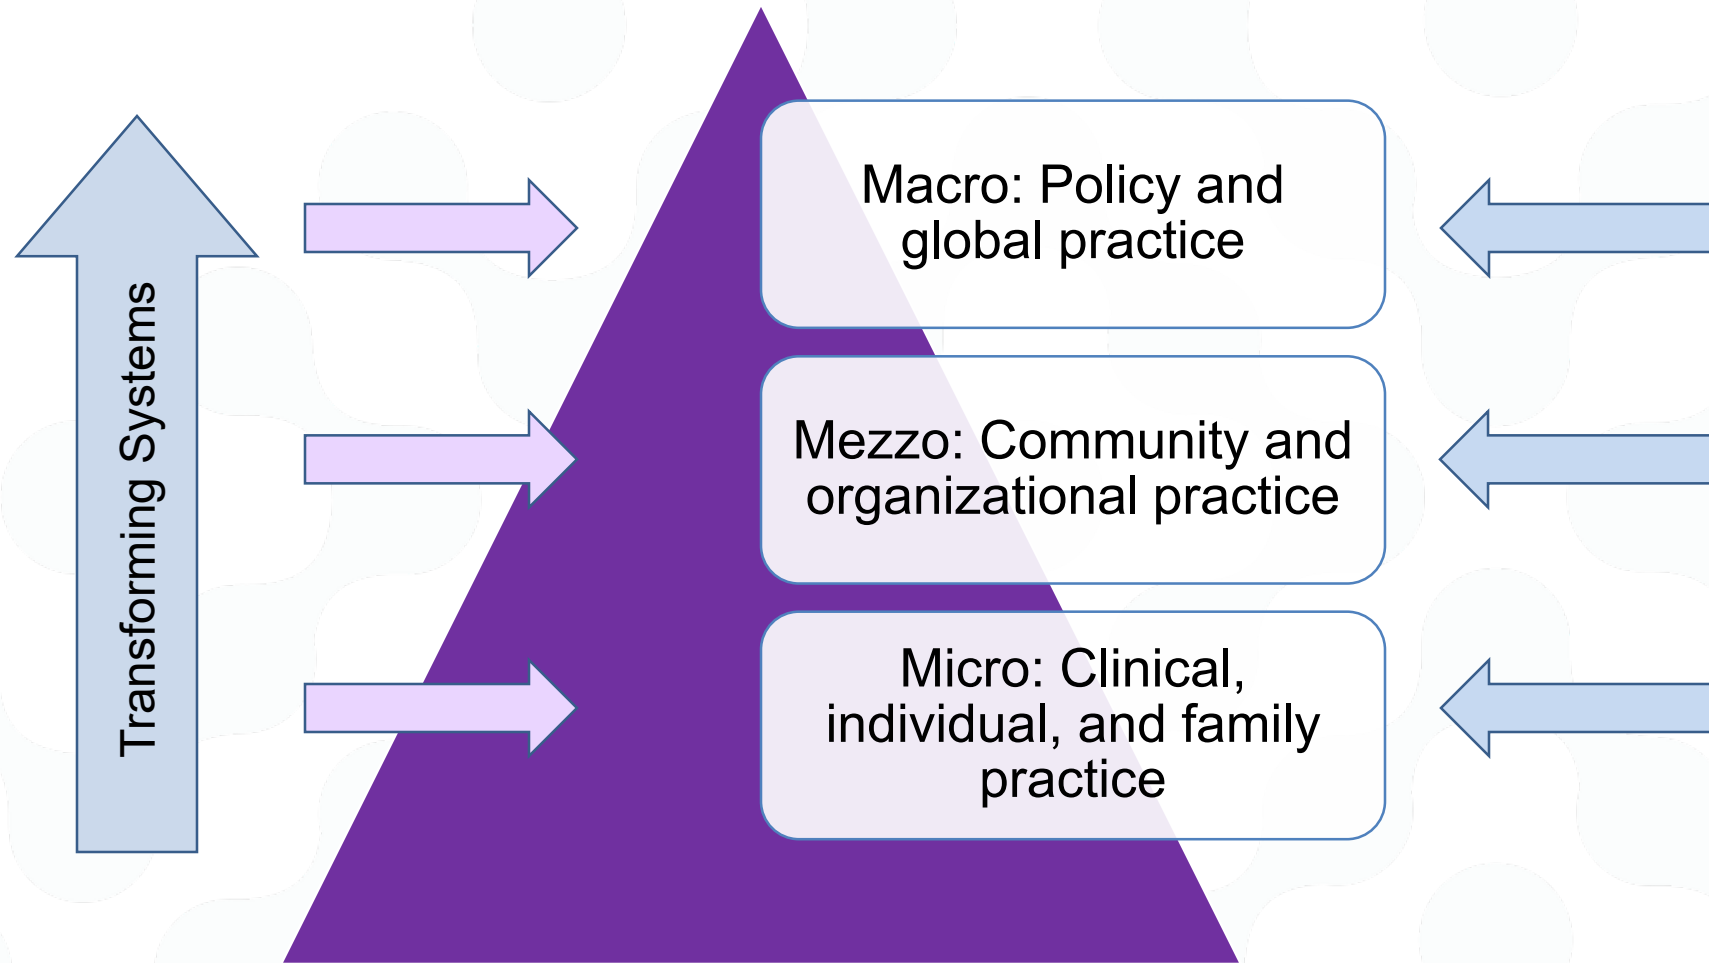 Transforming Systems
Macro: Policy and
global practice
Mezzo: Community and
organizational practice
Micro: Clinical,
individual, and family
practice